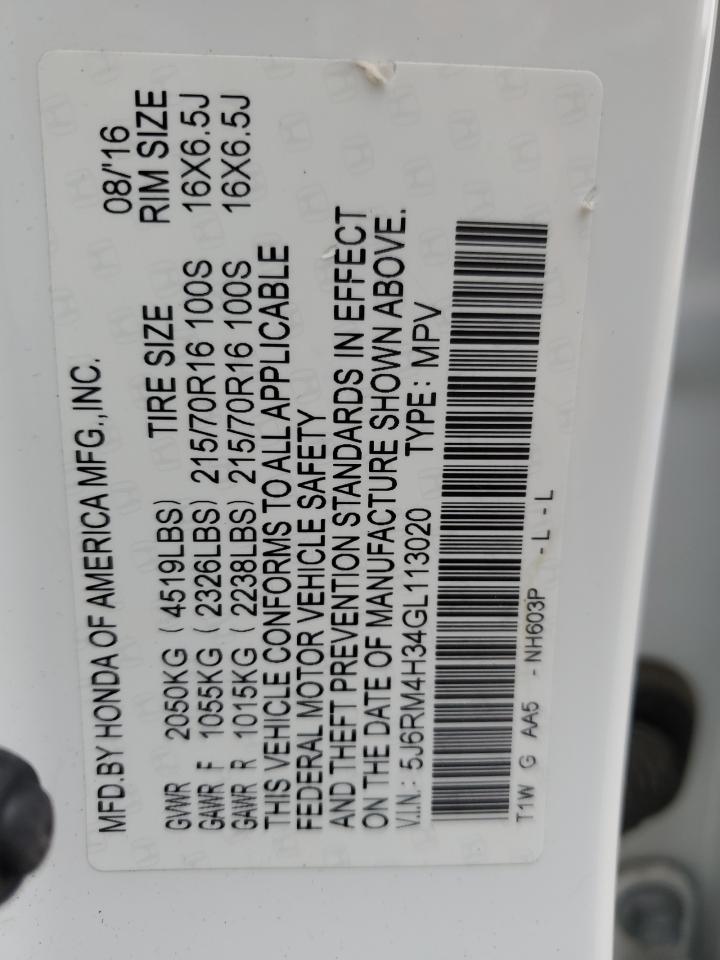 MFD.BY HONDA OF AMERICA MFG.,INC. 08/'16
TIRE SIZE RIM SIZE
GVWR 2050KG ( 4519LBS)
GAWR F 1055KG ( 2326LBS) 215/70R16 100S 16X6.5J
GAWR R 1015KG ( 2238LBS) 215/70R16 100S 16X6.5J
THIS VEHICLE CONFORMS TO ALL APPLICABLE
FEDERAL MOTOR VEHICLE SAFETY
AND THEFT PREVENTION STANDARDS IN EFFECT
ON THE DATE OF MANUFACTURE SHOWN ABOVE.
V.I.N.: 5J6RM4H34GL113020 TYPE: MPV
T1W G AA5 - NH603P - L - L